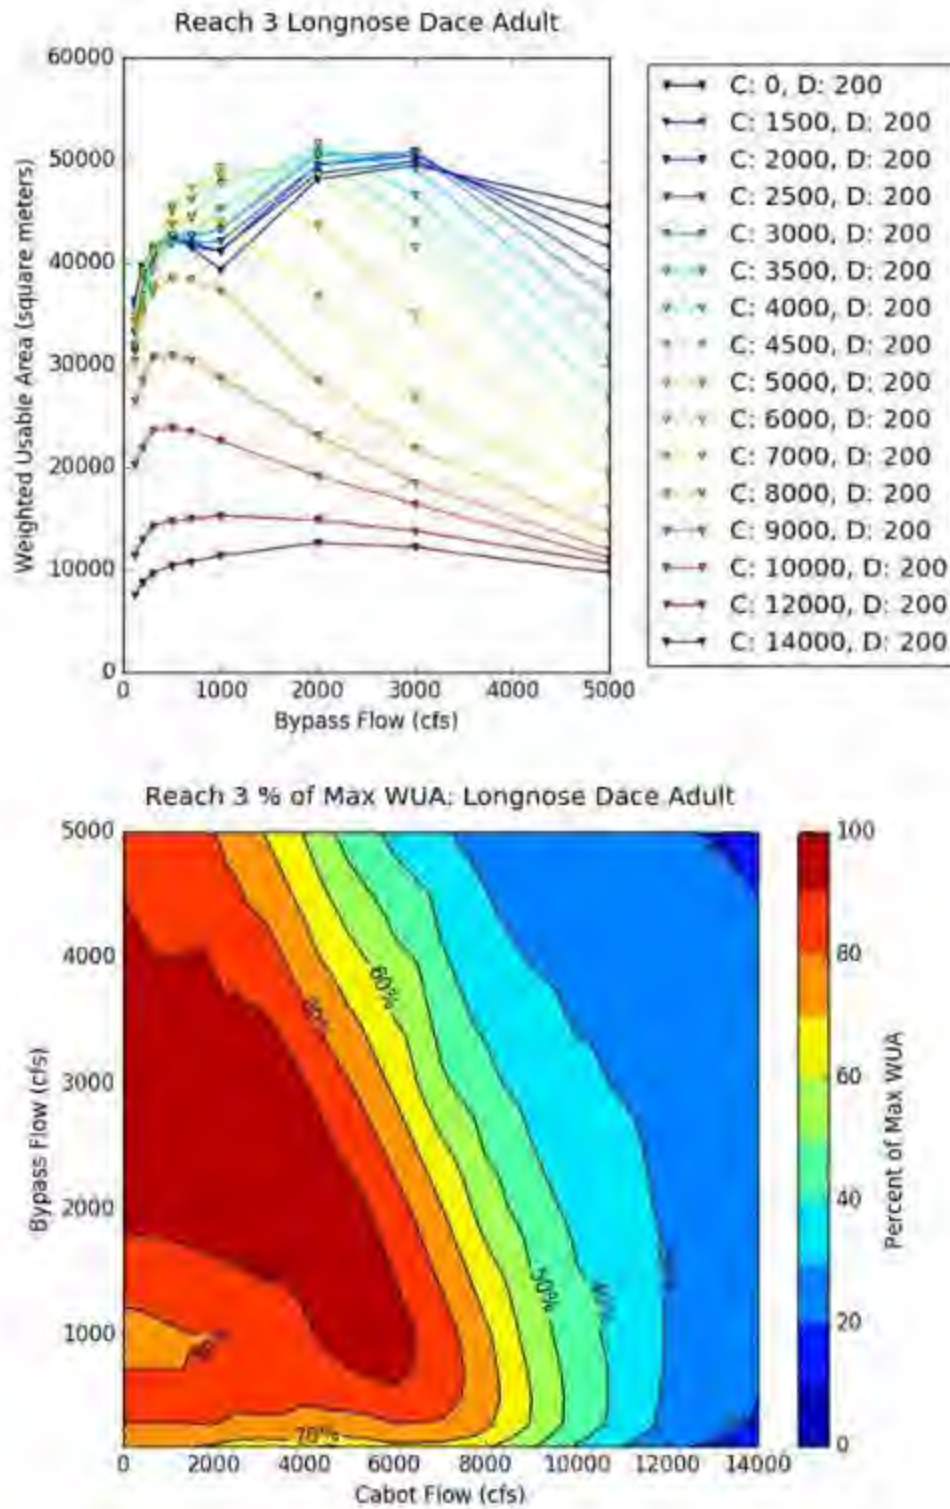 Reach 3 Longnose Dace Adult
60000
50000
40000
30000
20000
10000
0
Weighted Usable Area (square meters)
0 1000 2000 3000 4000 5000
Bypass Flow (cfs)
C: 0, D: 200
C: 1500, D: 200
C: 2000, D: 200
C: 2500, D: 200
C: 3000, D: 200
C: 3500, D: 200
C: 4000, D: 200
C: 4500, D: 200
C: 5000, D: 200
C: 6000, D: 200
C: 7000, D: 200
C: 8000, D: 200
C: 9000, D: 200
C: 10000, D: 200
C: 12000, D: 200
C: 14000, D: 200
Reach 3 % of Max WUA: Longnose Dace Adult
5000
4000
3000
2000
1000
Bypass Flow (cfs)
80%
60%
50%
40%
70%
0 2000 4000 6000 8000 10000 12000 14000
Cabot Flow (cfs)
100
80
60
40
20
0
Percent of Max WUA